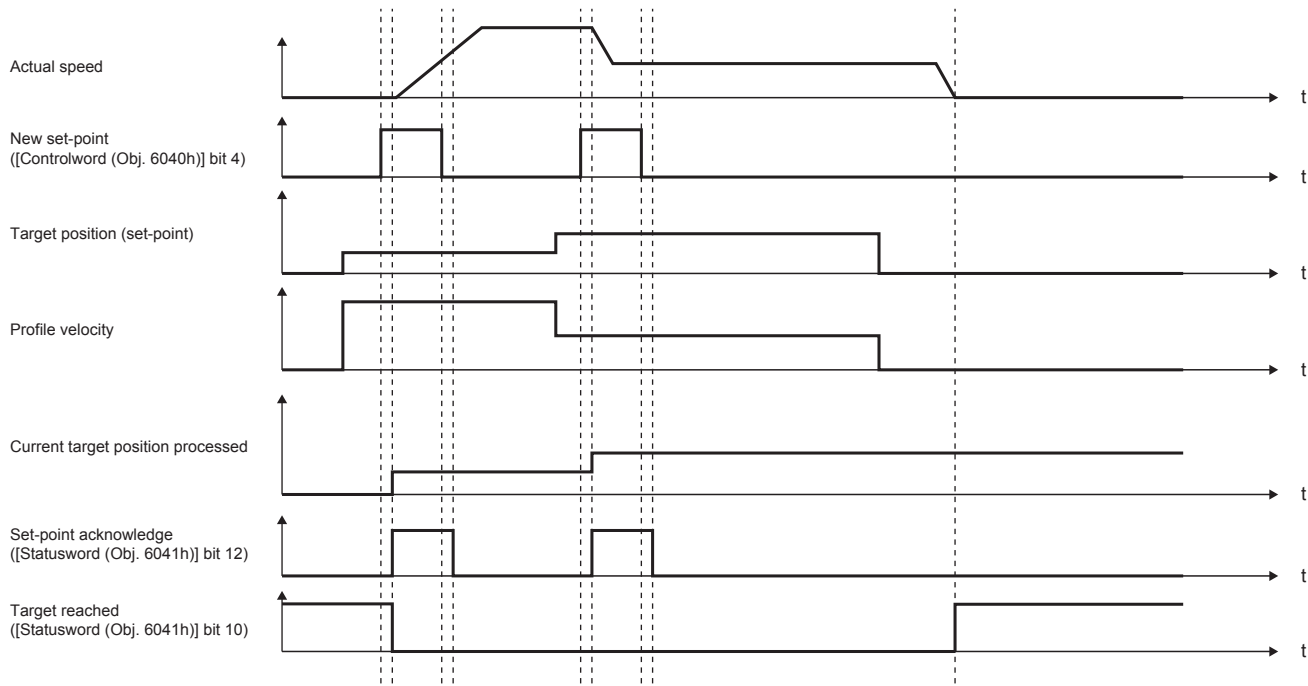 Actual speed
t
New set-point
([Controlword (Obj. 6040h)] bit 4)
t
Target position (set-point)
t
Profile velocity
t
Current target position processed
t
Set-point acknowledge
([Statusword (Obj. 6041h)] bit 12)
t
Target reached
([Statusword (Obj. 6041h)] bit 10)
t